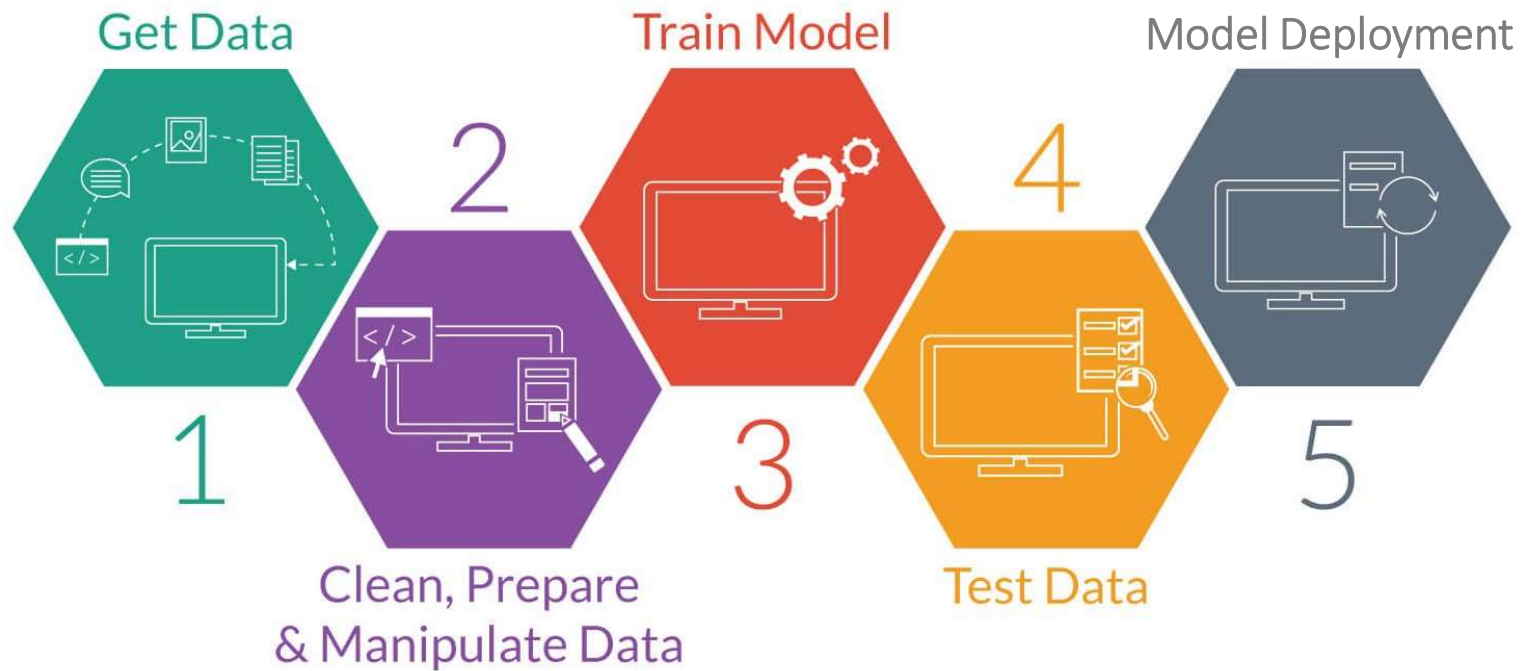 Get Data
Train Model
Model Deployment
2
4
</>
</>
1
3
5
Clean, Prepare
& Manipulate Data
Test Data